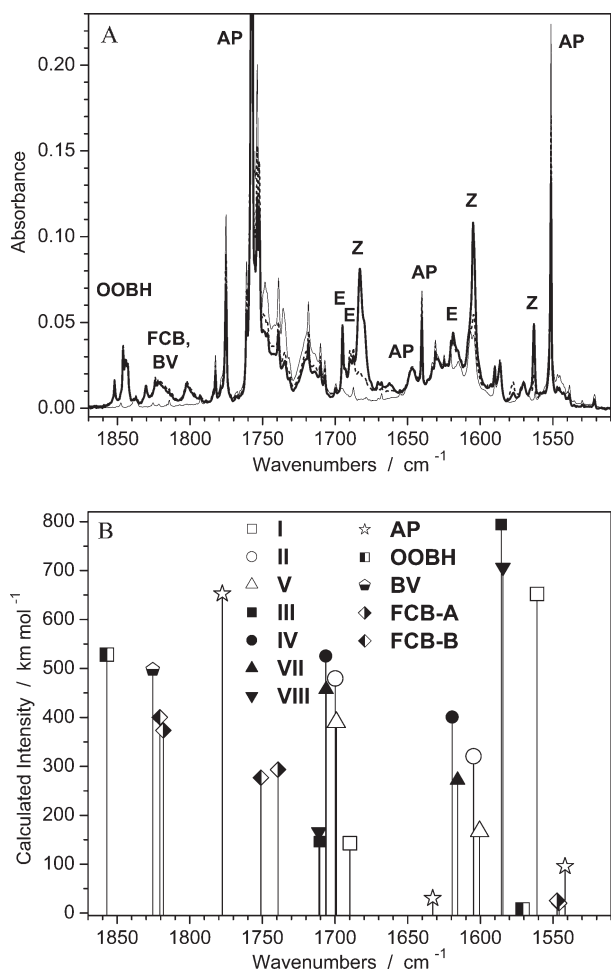 A
AP
AP
0.20
0.15
0.10
0.05
0.00
Absorbance
OOBH
FCB,
BV
Z
E
E
AP
AP
E
Z
Z
1850 1800 1750 1700 1650 1600 1550
Wavenumbers / cm-1
B
800
700
600
500
400
300
200
100
0
Calculated Intensity / km mol-1
I
II
V
III
IV
VII
VIII
AP
OOBH
BV
FCB-A
FCB-B
1850 1800 1750 1700 1650 1600 1550
Wavenumbers / cm-1